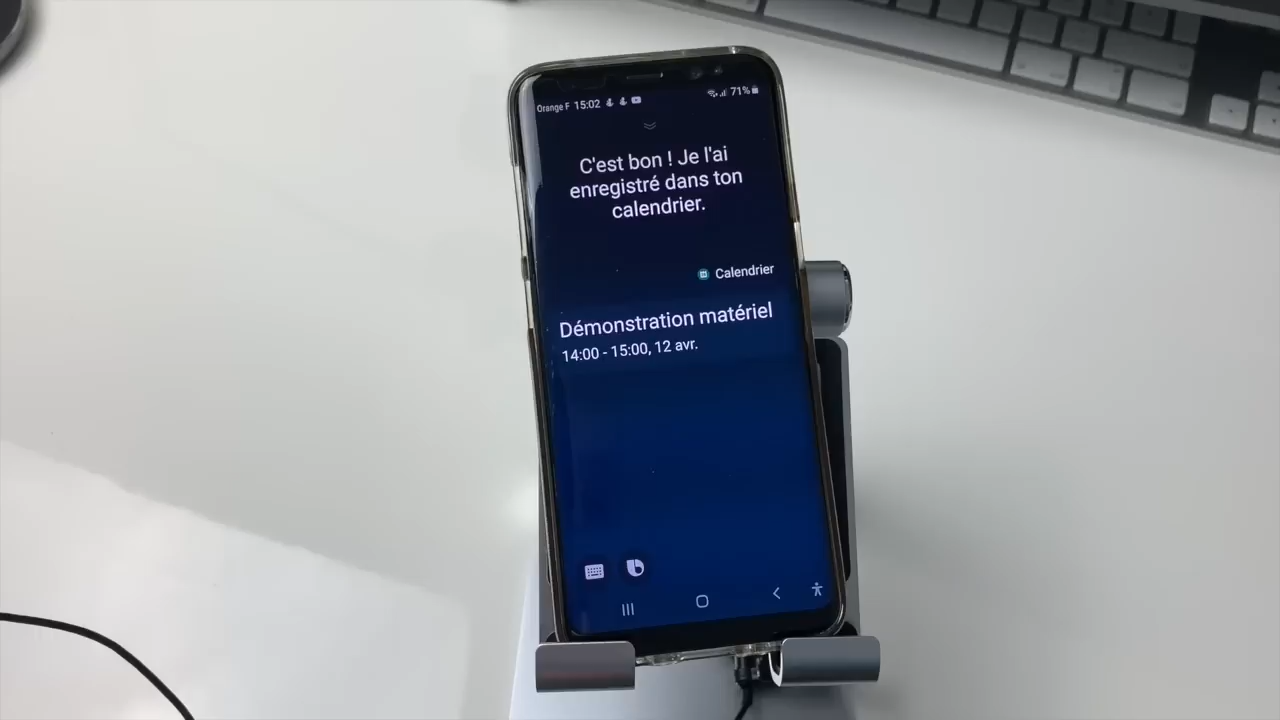 Orange F 15:02 71%
C'est bon ! Je l'ai
enregistré dans ton
calendrier.
Calendrier
Démonstration matériel
14:00 - 15:00, 12 avr.